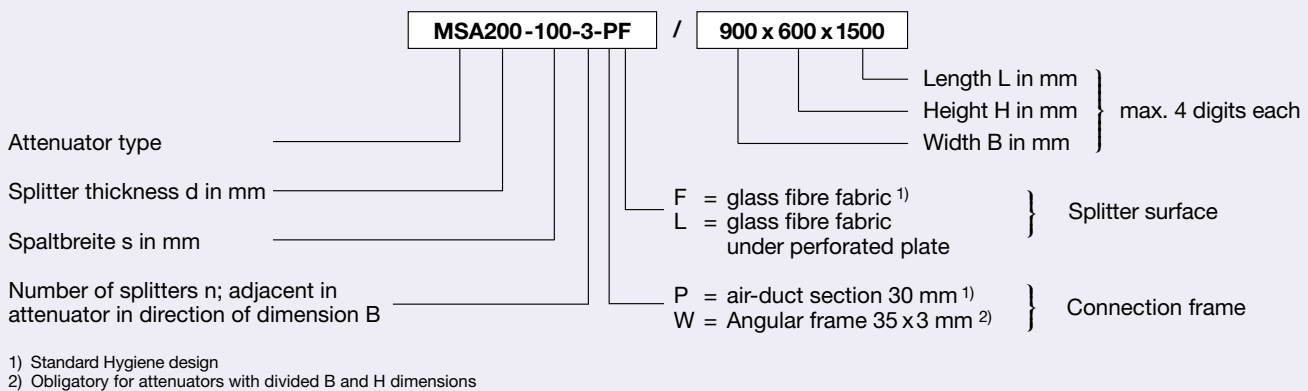 MSA200-100-3-PF / 900 x 600 x 1500
Length L in mm
Height H in mm
Width B in mm
max. 4 digits each
Attenuator type
Splitter thickness d in mm
Spaltbreite s in mm
Number of splitters n; adjacent in
attenuator in direction of dimension B
F = glass fibre fabric 1)
L = glass fibre fabric
under perforated plate
Splitter surface
P = air-duct section 30 mm 1)
W = Angular frame 35 x 3 mm 2)
Connection frame
1) Standard Hygiene design
2) Obligatory for attenuators with divided B and H dimensions